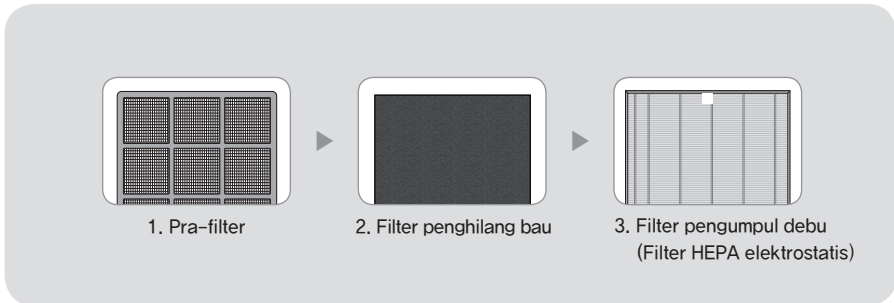 1. Pra-filter
2. Filter penghilang bau
3. Filter pengumpul debu
(Filter HEPA elektrostatis)